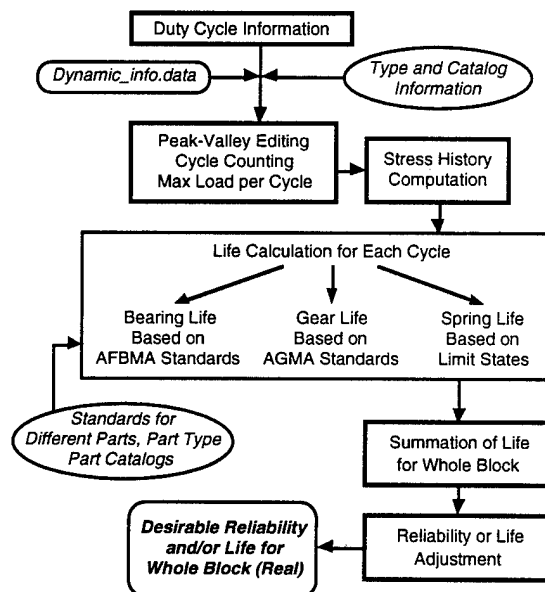 Duty Cycle Information
Dynamic_info.data
Type and Catalog
Information
Peak-Valley Editing
Cycle Counting
Max Load per Cycle
Stress History
Computation
Life Calculation for Each Cycle
Bearing Life
Based on
AFBMA Standards
Gear Life
Based on
AGMA Standards
Spring Life
Based on
Limit States
Standards for
Different Parts, Part Type
Part Catalogs
Summation of Life
for Whole Block
Desirable Reliability
and/or Life for
Whole Block (Real)
Reliability or Life
Adjustment